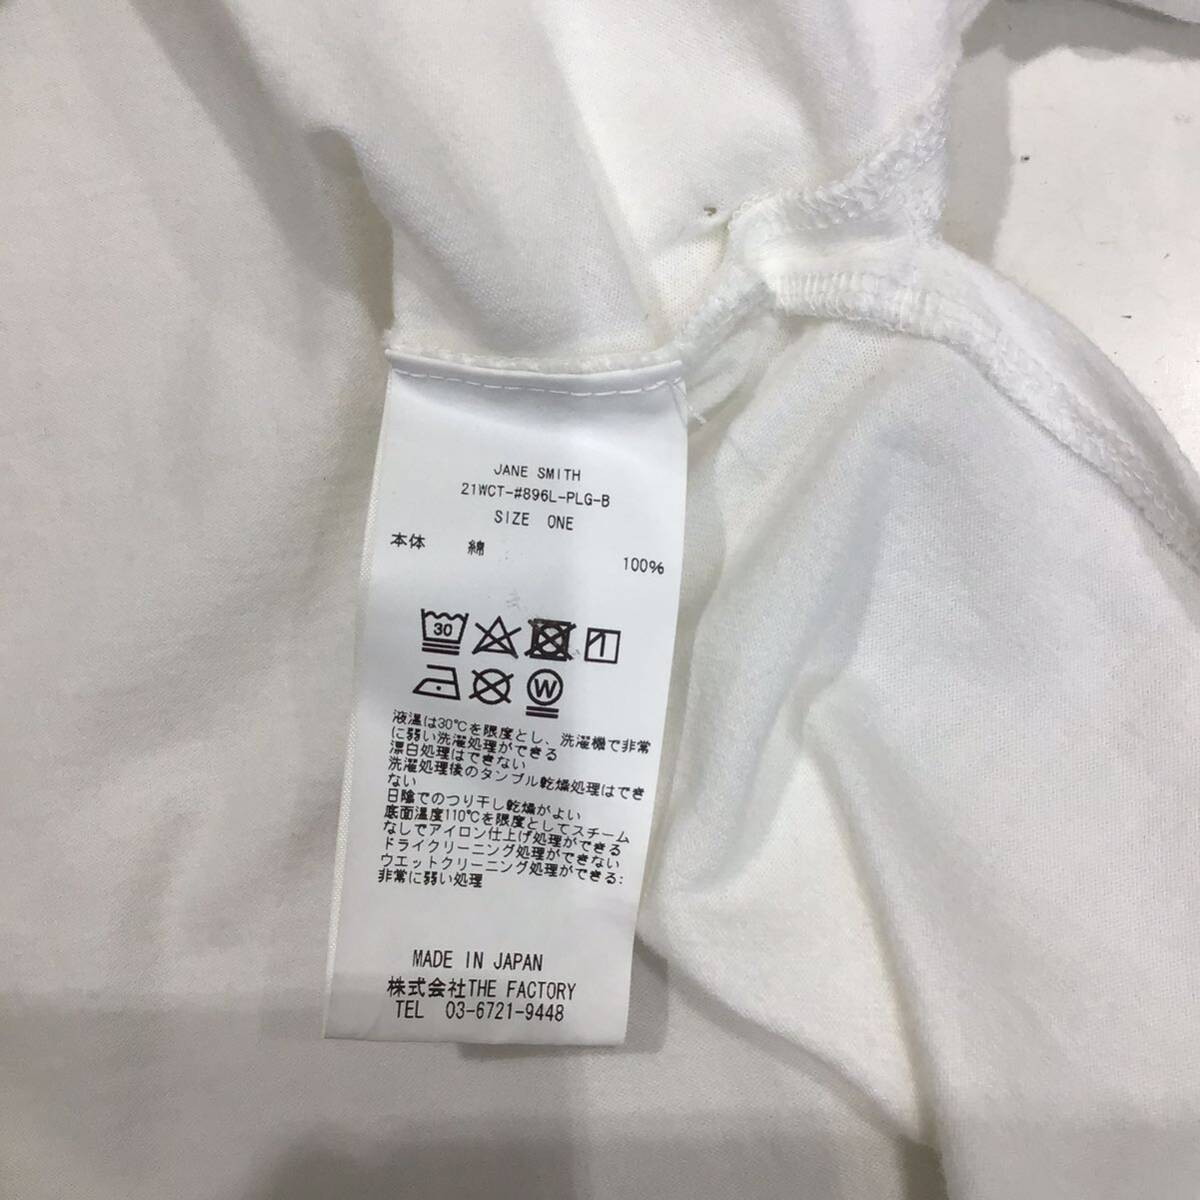 JANE SMITH
21WCT-#896L-PLG-B
SIZE ONE
本体 綿 100%
30
W
液温は30℃を限度とし、洗濯機で非常
に弱い洗濯処理ができる
漂白処理はできない
洗濯処理後のタンブル乾燥処理はでき
ない
日陰でのつり干し乾燥がよい
底面温度110℃を限度としてスチーム
なしでアイロン仕上げ処理ができる
ドライクリーニング処理ができない
ウエットクリーニング処理ができる:
非常に弱い処理
MADE IN JAPAN
株式会社THE FACTORY
TEL 03-6721-9448